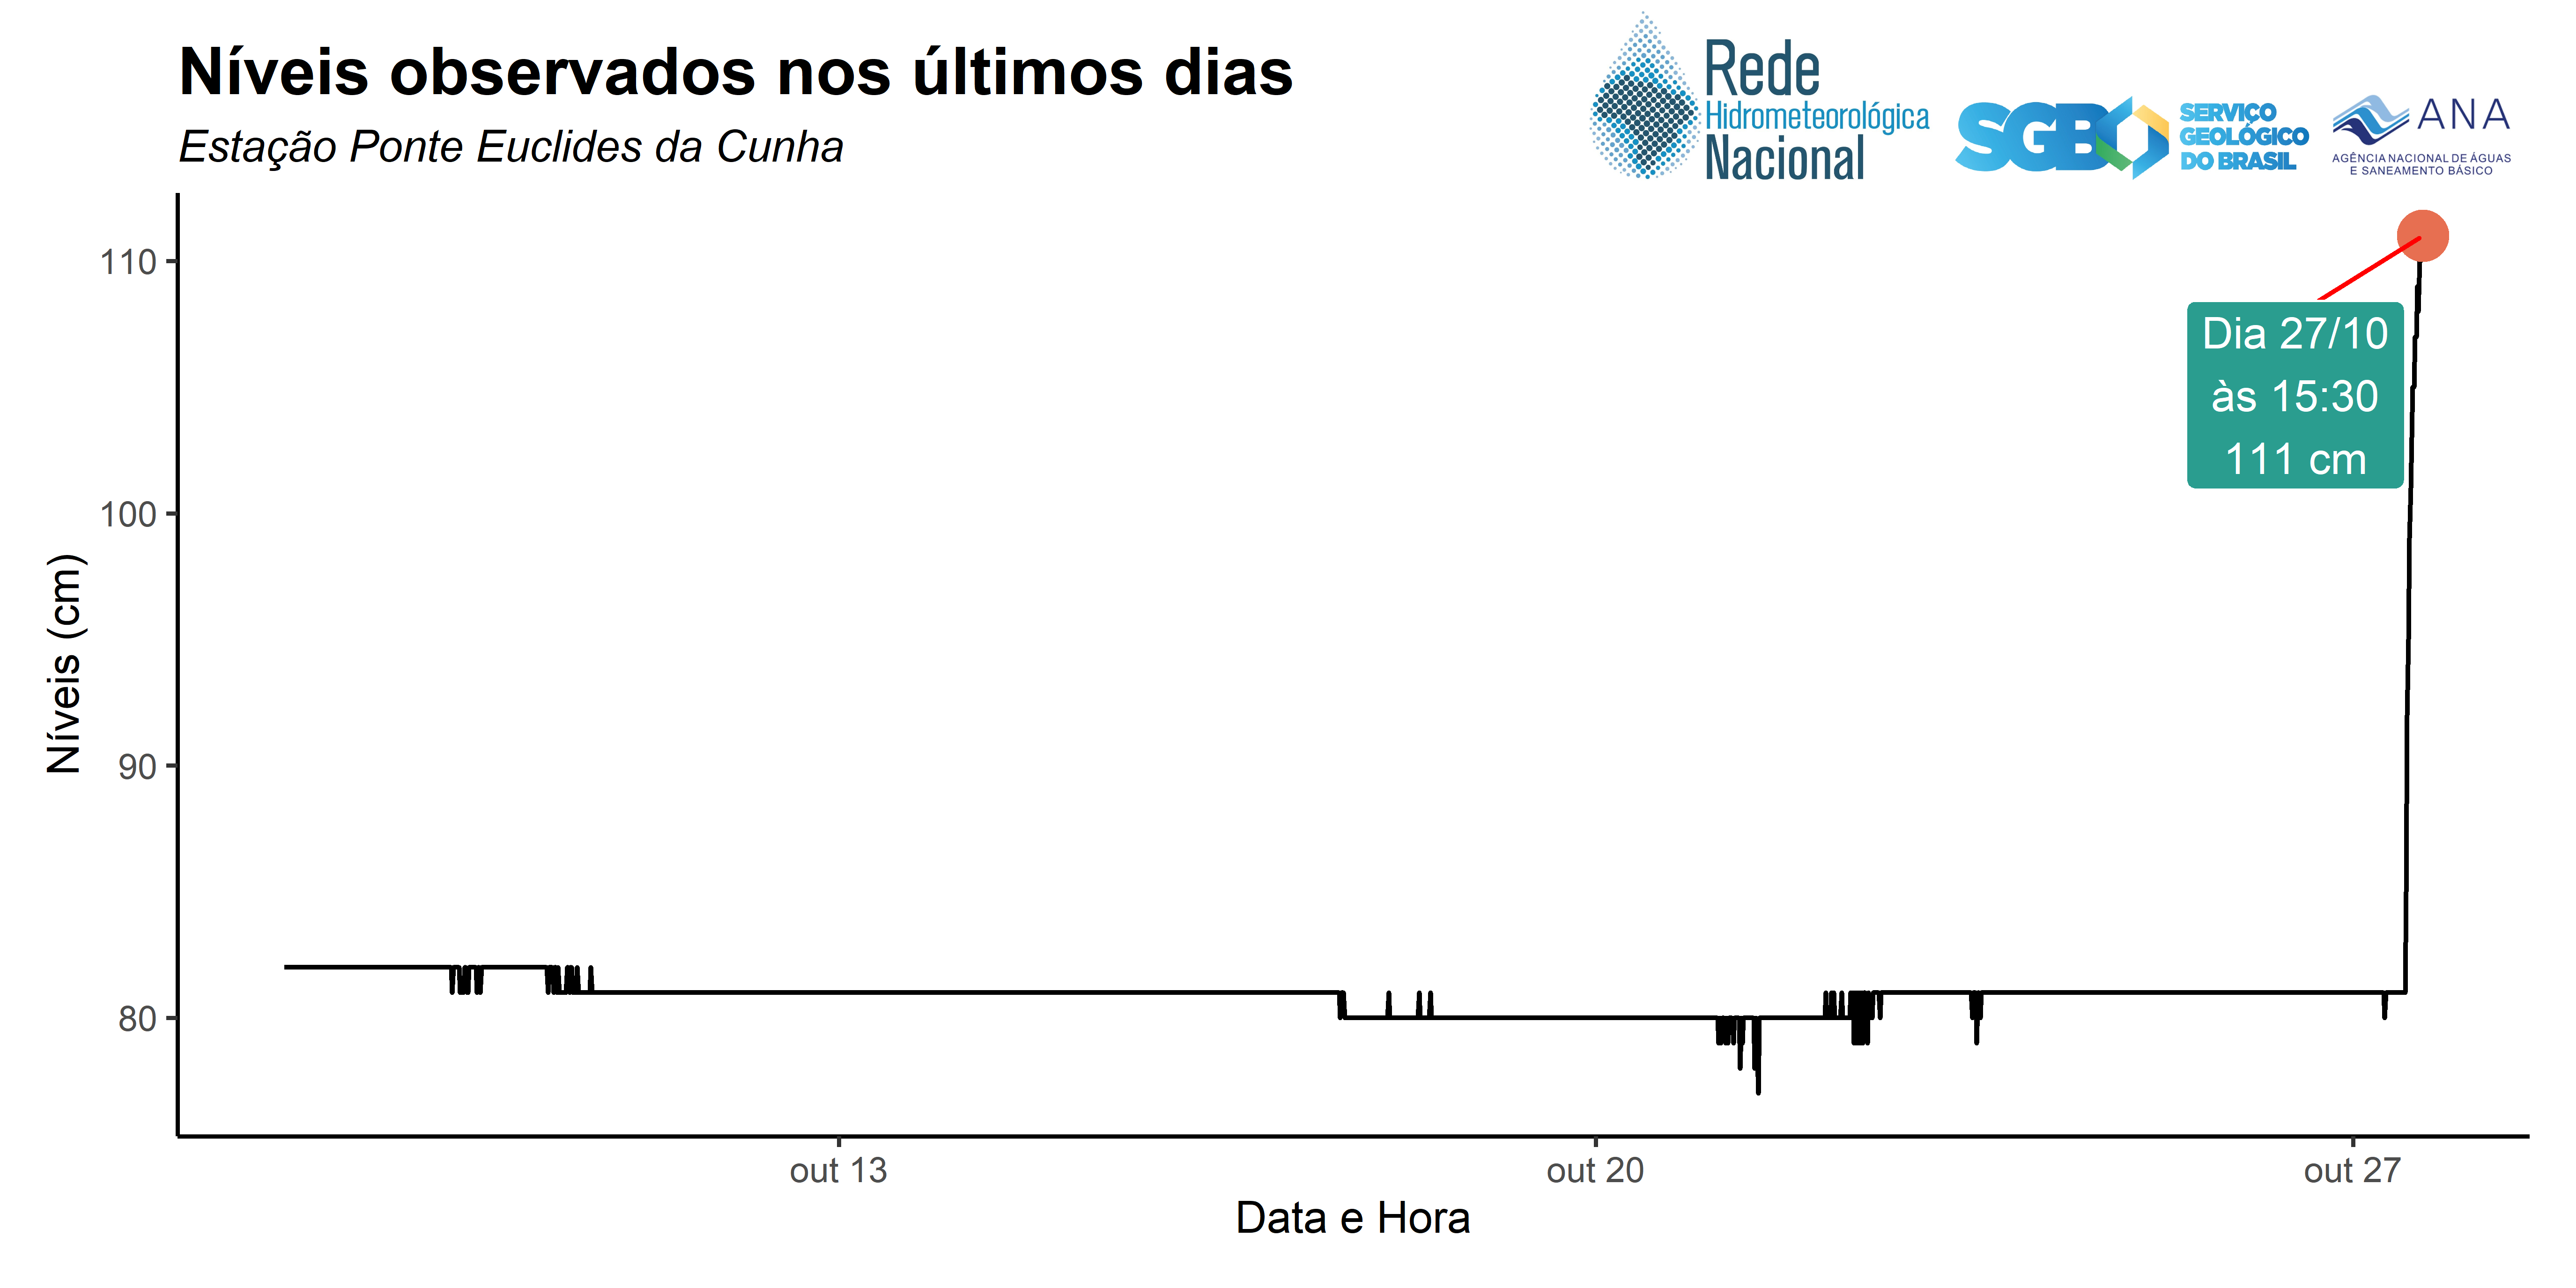 Níveis observados nos últimos dias
Estação Ponte Euclides da Cunha
Rede
Hidrometeorológica
Nacional
SGB
SERVIÇO
GEOLÓGICO
DO BRASIL
ANA
AGÊNCIA NACIONAL DE ÁGUAS
E SANEAMENTO BÁSICO
Níveis (cm)
110
100
90
80
Dia 27/10
às 15:30
111 cm
out 13
out 20
out 27
Data e Hora